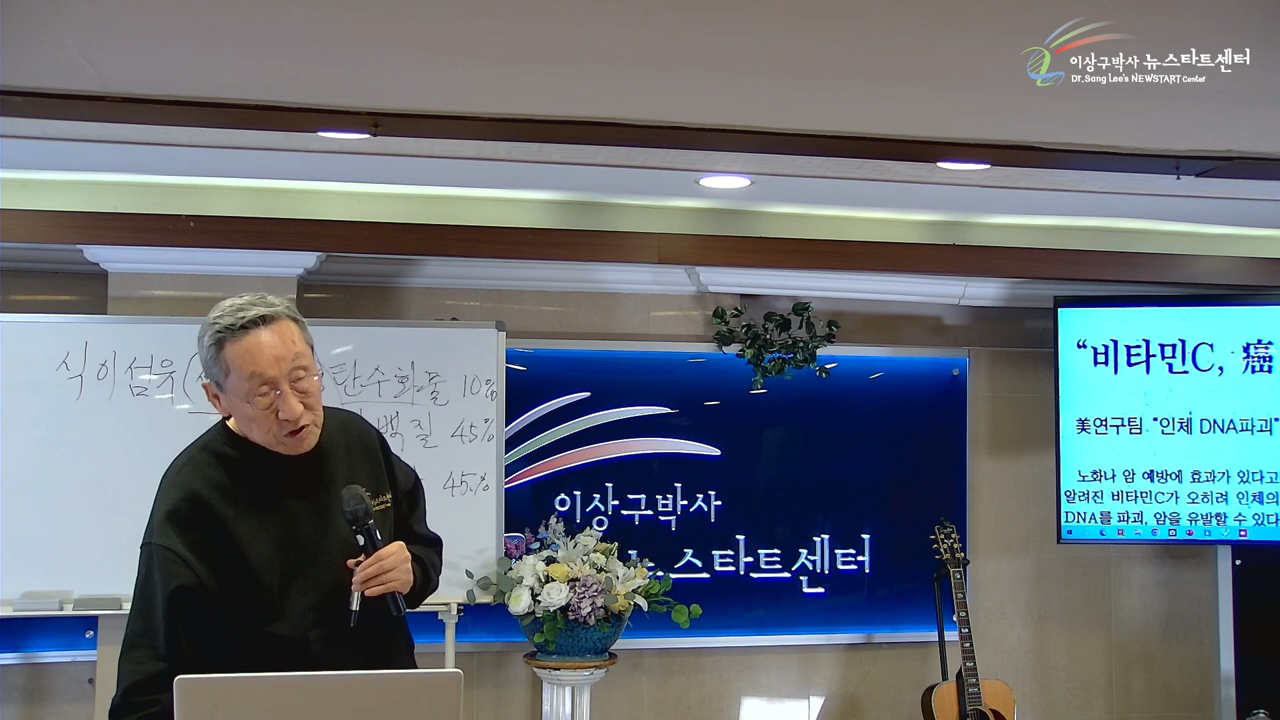 이상구박사 뉴스타트센터
Dr. Sang Lee's NEWSTART Center
식이섬유( 탄수화물 10%
백질 45%
45%
이상구박사
뉴스타트센터
“비타민C, 癌
美연구팀 “인체 DNA파괴”
노화나 암 예방에 효과가 있다고
알려진 비타민C가 오히려 인체의
DNA를 파괴, 암을 유발할 수 있다